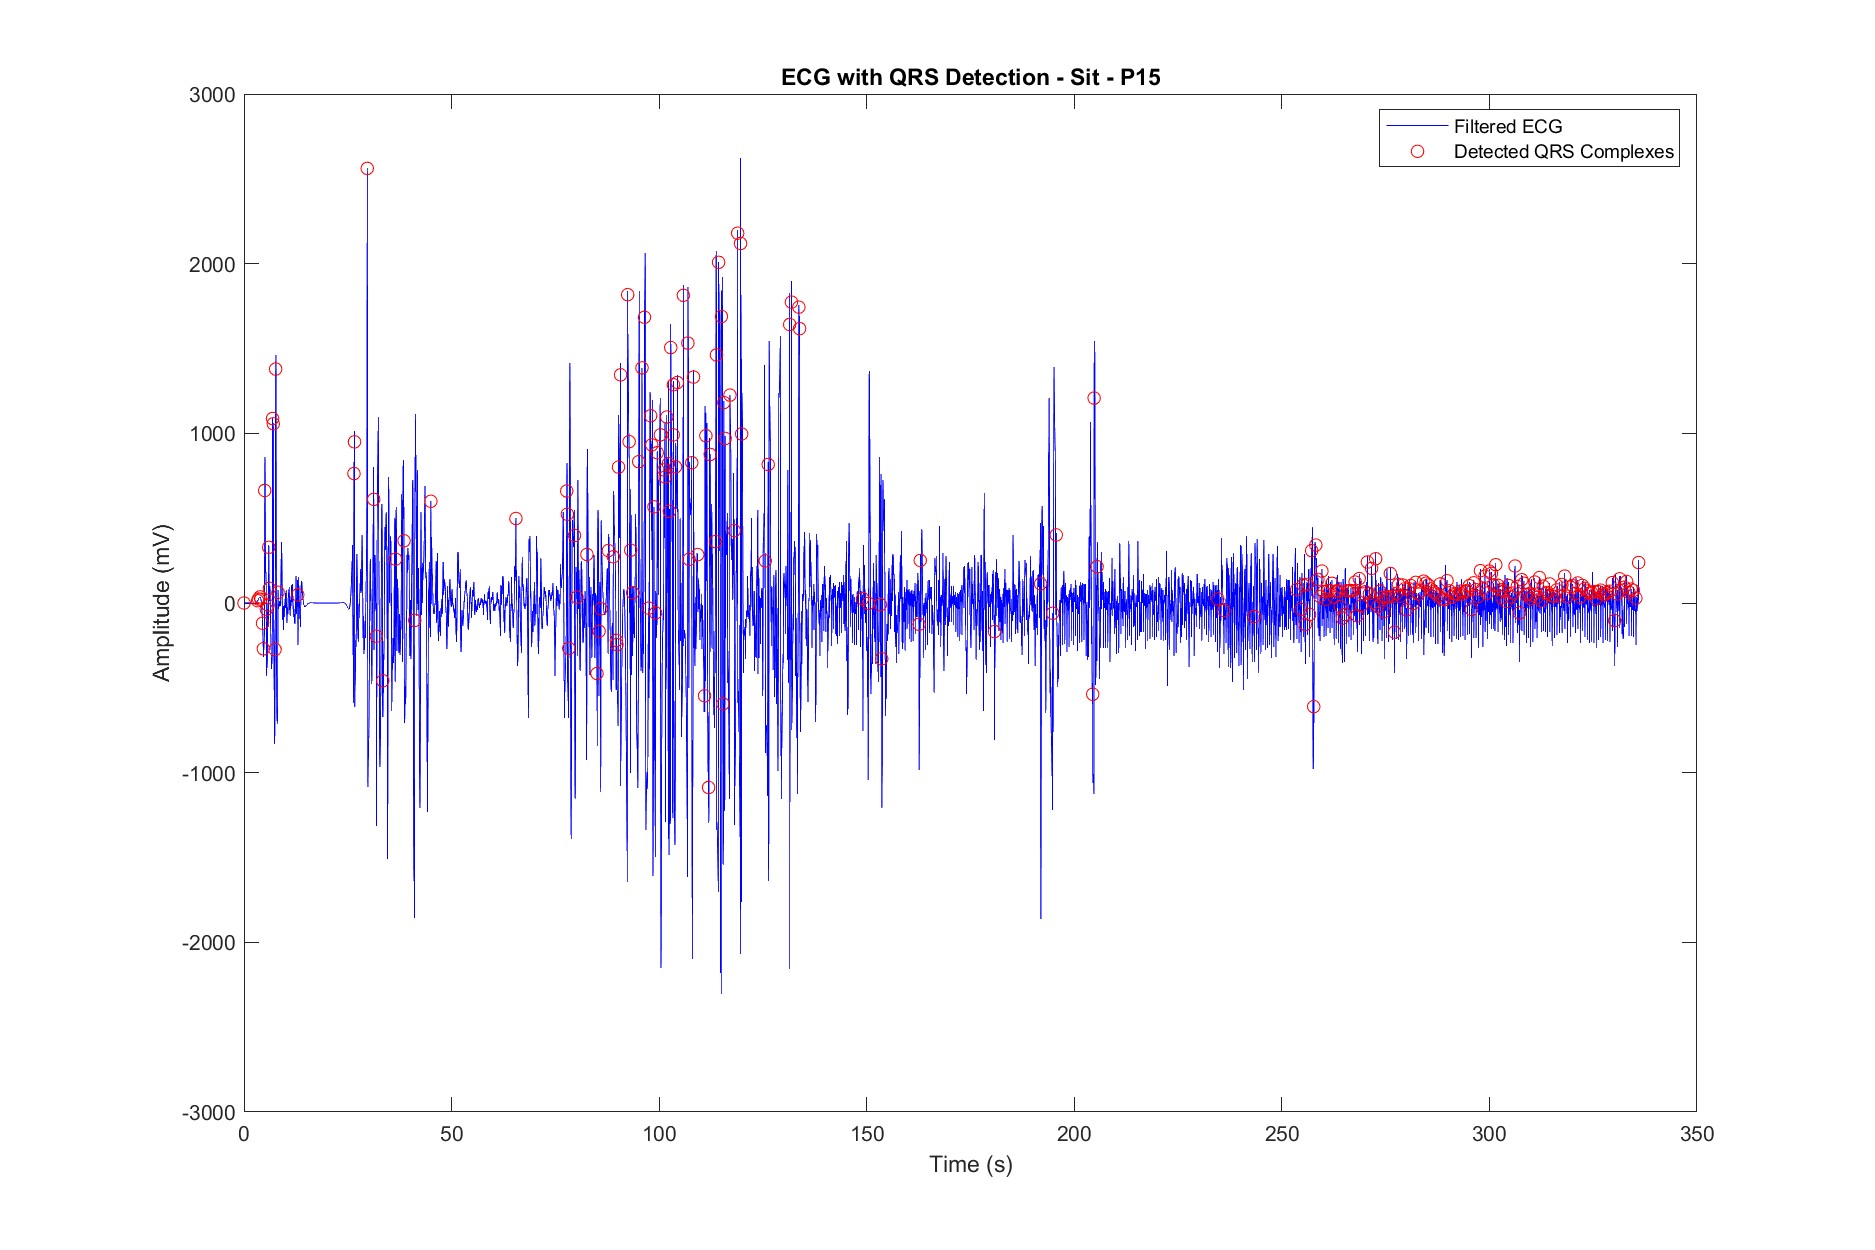 ECG with QRS Detection - Sit - P15
3000
2000
1000
0
-1000
-2000
-3000
Amplitude (mV)
Filtered ECG
Detected QRS Complexes
0 50 100 150 200 250 300 350
Time (s)